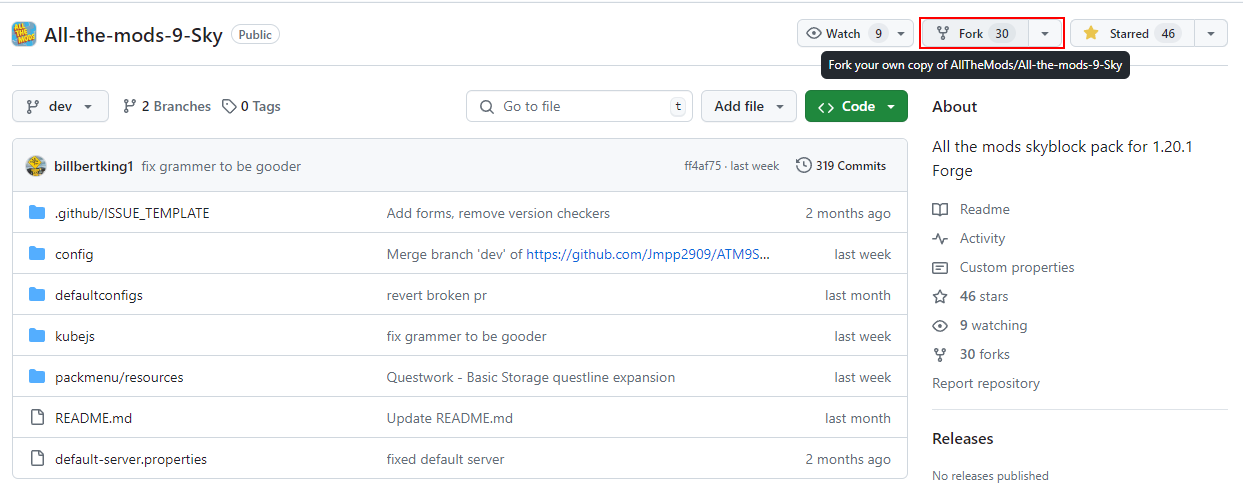 All-the-mods-9-Sky Public Watch 9 Fork 30 Starred 46
Fork your own copy of AllTheMods/All-the-mods-9-Sky
dev 2 Branches 0 Tags Go to file t Add file Code
billbertking1 fix grammer to be gooder ff4af75 · last week 319 Commits
.github/ISSUE_TEMPLATE Add forms, remove version checkers 2 months ago
config Merge branch 'dev' of https://github.com/Jmpp2909/ATM9S... last week
defaultconfigs revert broken pr last month
kubejs fix grammer to be gooder last week
packmenu/resources Questwork - Basic Storage questline expansion last week
README.md Update README.md last month
default-server.properties fixed default server 2 months ago
About
All the mods skyblock pack for 1.20.1
Forge
Readme
Activity
Custom properties
46 stars
9 watching
30 forks
Report repository
Releases
No releases published
ALL THE MODS